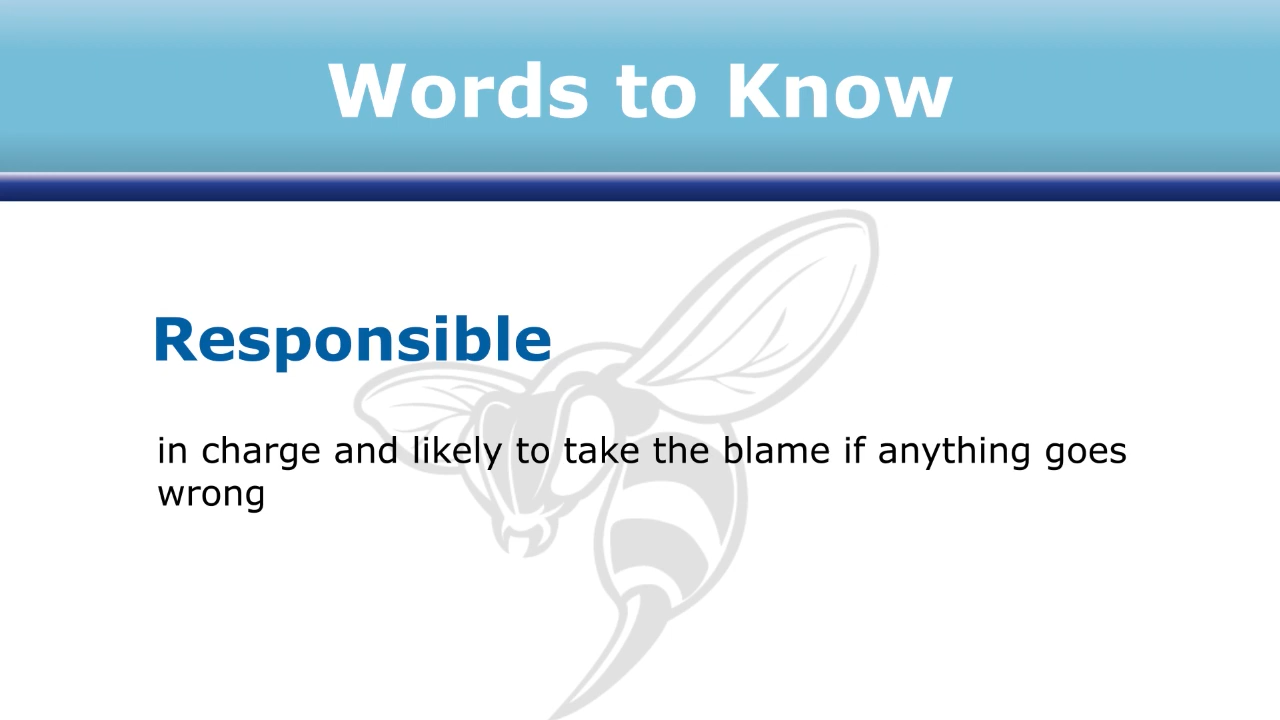 Words to Know
Responsible
in charge and likely to take the blame if anything goes
wrong